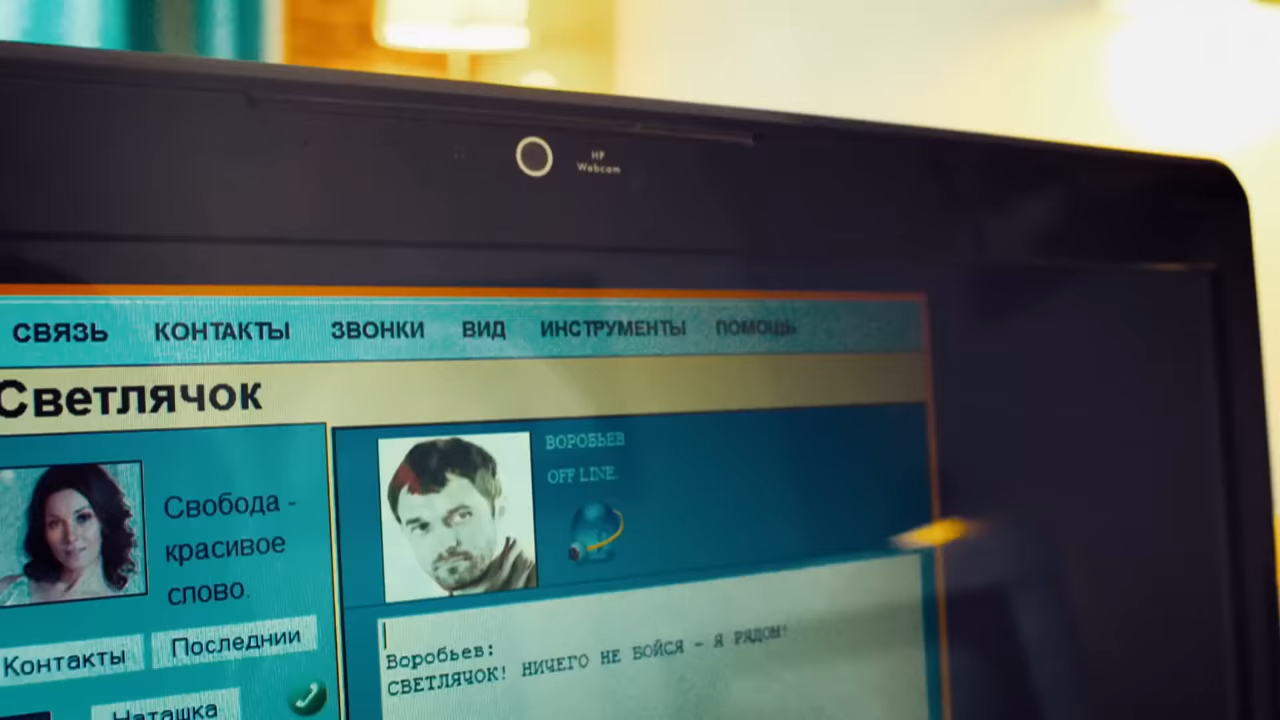 HP
Webcam
СВЯЗЬ КОНТАКТЫ ЗВОНКИ ВИД ИНСТРУМЕНТЫ ПОМОЩЬ
Светлячок
ВОРОБЬЕВ
OFF LINE
Свобода -
красивое
слово.
Контакты Последнии
Наташка
Воробьев:
СВЕТЛЯЧОК! НИЧЕГО НЕ БОЙСЯ - Я РЯДОМ!